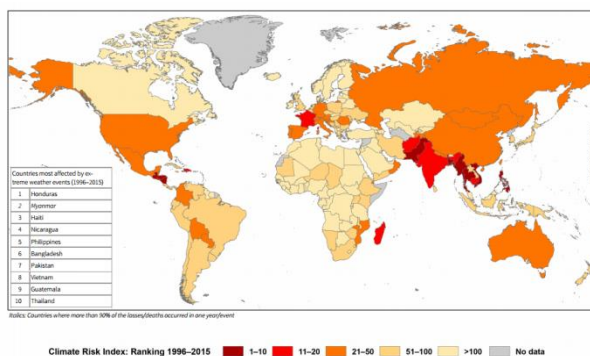 Countries most affected by ex-
treme weather events (1996–2015)
1 Honduras
2 Myanmar
3 Haiti
4 Nicaragua
5 Philippines
6 Bangladesh
7 Pakistan
8 Vietnam
9 Guatemala
10 Thailand
Italics: Countries where more than 90% of the losses/deaths occurred in one year/event
Climate Risk Index: Ranking 1996–2015 1–10 11–20 21–50 51–100 >100 No data